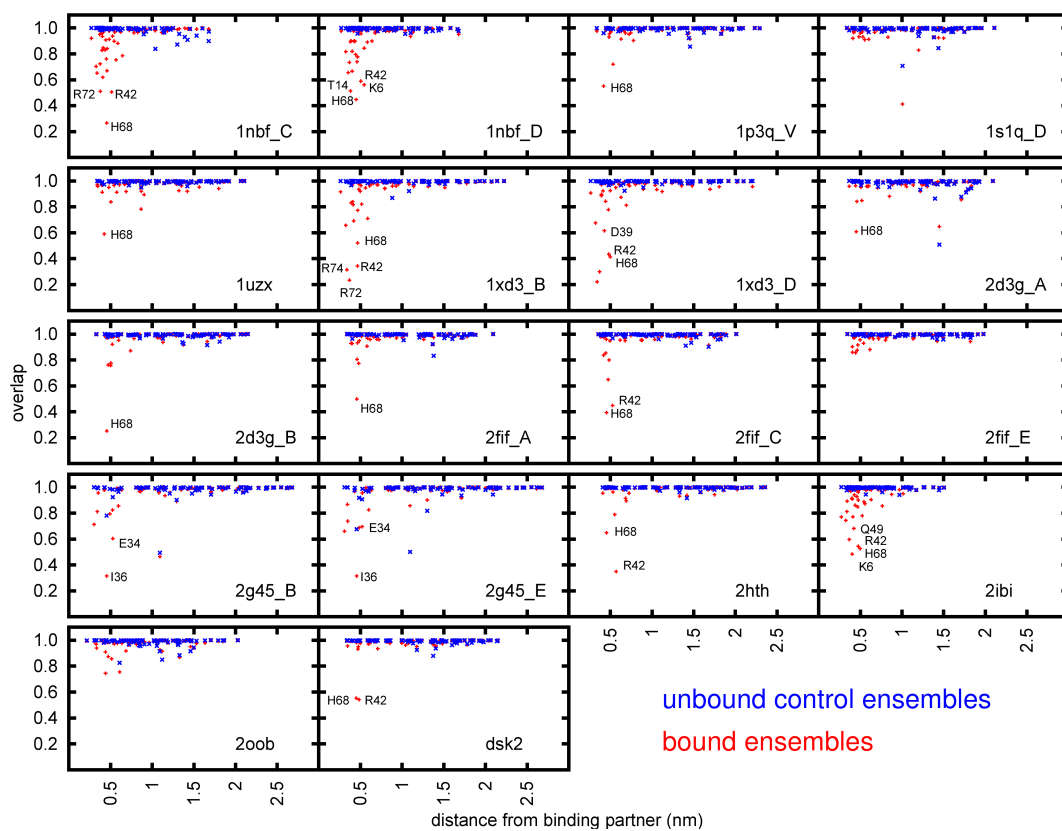 1.0
0.8
0.6
0.4
0.2
R72
R42
H68
1nbf_C
R42
T14
K6
H68
1nbf_D
H68
1p3q_V
1s1q_D
1.0
0.8
0.6
0.4
0.2
H68
1uzx
H68
R74
R42
R72
1xd3_B
D39
R42
H68
1xd3_D
H68
2d3g_A
overlap
1.0
0.8
0.6
0.4
0.2
H68
2d3g_B
H68
2fif_A
R42
H68
2fif_C
2fif_E
1.0
0.8
0.6
0.4
0.2
E34
I36
2g45_B
E34
I36
2g45_E
H68
R42
2hth
Q49
R42
H68
K6
2ibi
1.0
0.8
0.6
0.4
0.2
2oob
H68
R42
dsk2
0.5 1 1.5 2 2.5
0.5 1 1.5 2 2.5
unbound control ensembles
bound ensembles
0.5 1 1.5 2 2.5
0.5 1 1.5 2 2.5
distance from binding partner (nm)